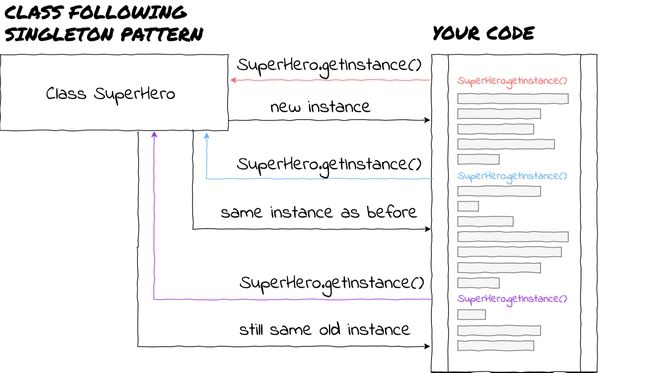 CLASS FOLLOWING
SINGLETON PATTERN
YOUR CODE
SuperHero.getInstance()
SuperHero.getInstance()
Class SuperHero
new instance
SuperHero.getInstance()
SuperHero.getInstance()
same instance as before
SuperHero.getInstance()
SuperHero.getInstance()
still same old instance